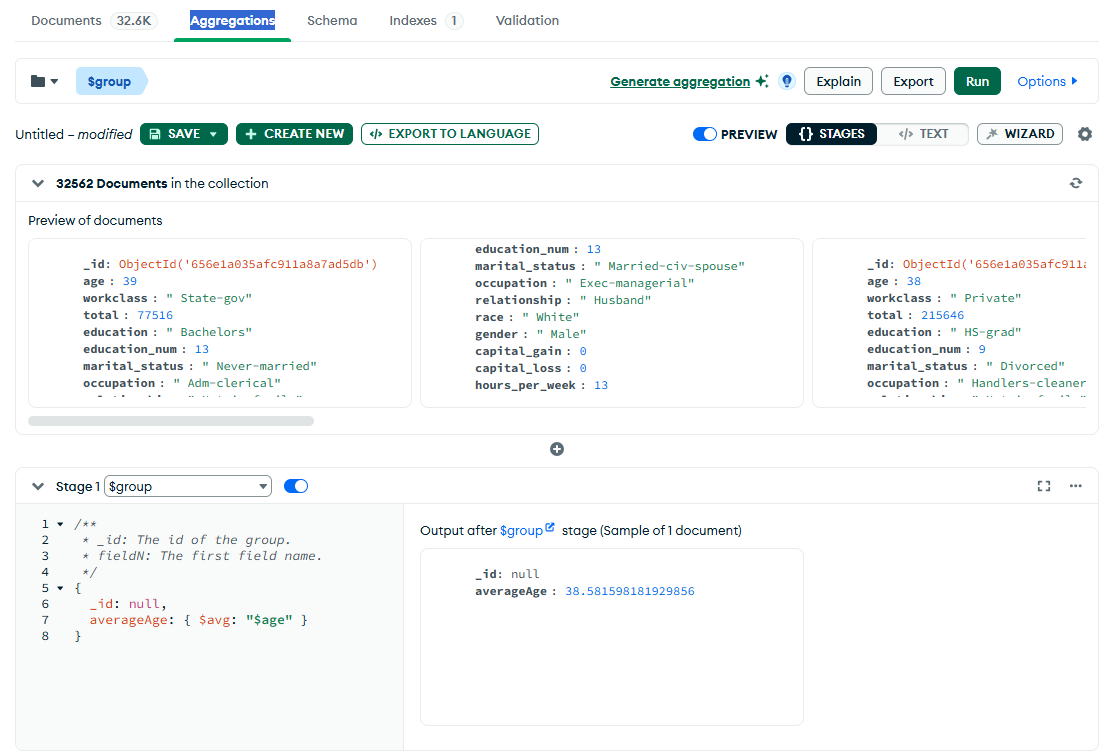 Documents 32.6K Aggregations Schema Indexes 1 Validation
$group Generate aggregation Explain Export Run Options
Untitled – modified SAVE CREATE NEW </> EXPORT TO LANGUAGE PREVIEW {} STAGES </> TEXT WIZARD
32562 Documents in the collection
Preview of documents
_id: ObjectId('656e1a035afc911a8a7ad5db')
age : 39
workclass : " State-gov"
total : 77516
education : " Bachelors"
education_num : 13
marital_status : " Never-married"
occupation : " Adm-clerical"
education_num : 13
marital_status : " Married-civ-spouse"
occupation : " Exec-managerial"
relationship : " Husband"
race : " White"
gender : " Male"
capital_gain : 0
capital_loss : 0
hours_per_week : 13
_id: ObjectId('656e1a035afc911a
age : 38
workclass : " Private"
total : 215646
education : " HS-grad"
education_num : 9
marital_status : " Divorced"
occupation : " Handlers-cleaner
Stage 1 $group
1 /**
2 * _id: The id of the group.
3 * fieldN: The first field name.
4 */
5 {
6 _id: null,
7 averageAge: { $avg: "$age" }
8 }
Output after $group stage (Sample of 1 document)
_id: null
averageAge : 38.581598181929856